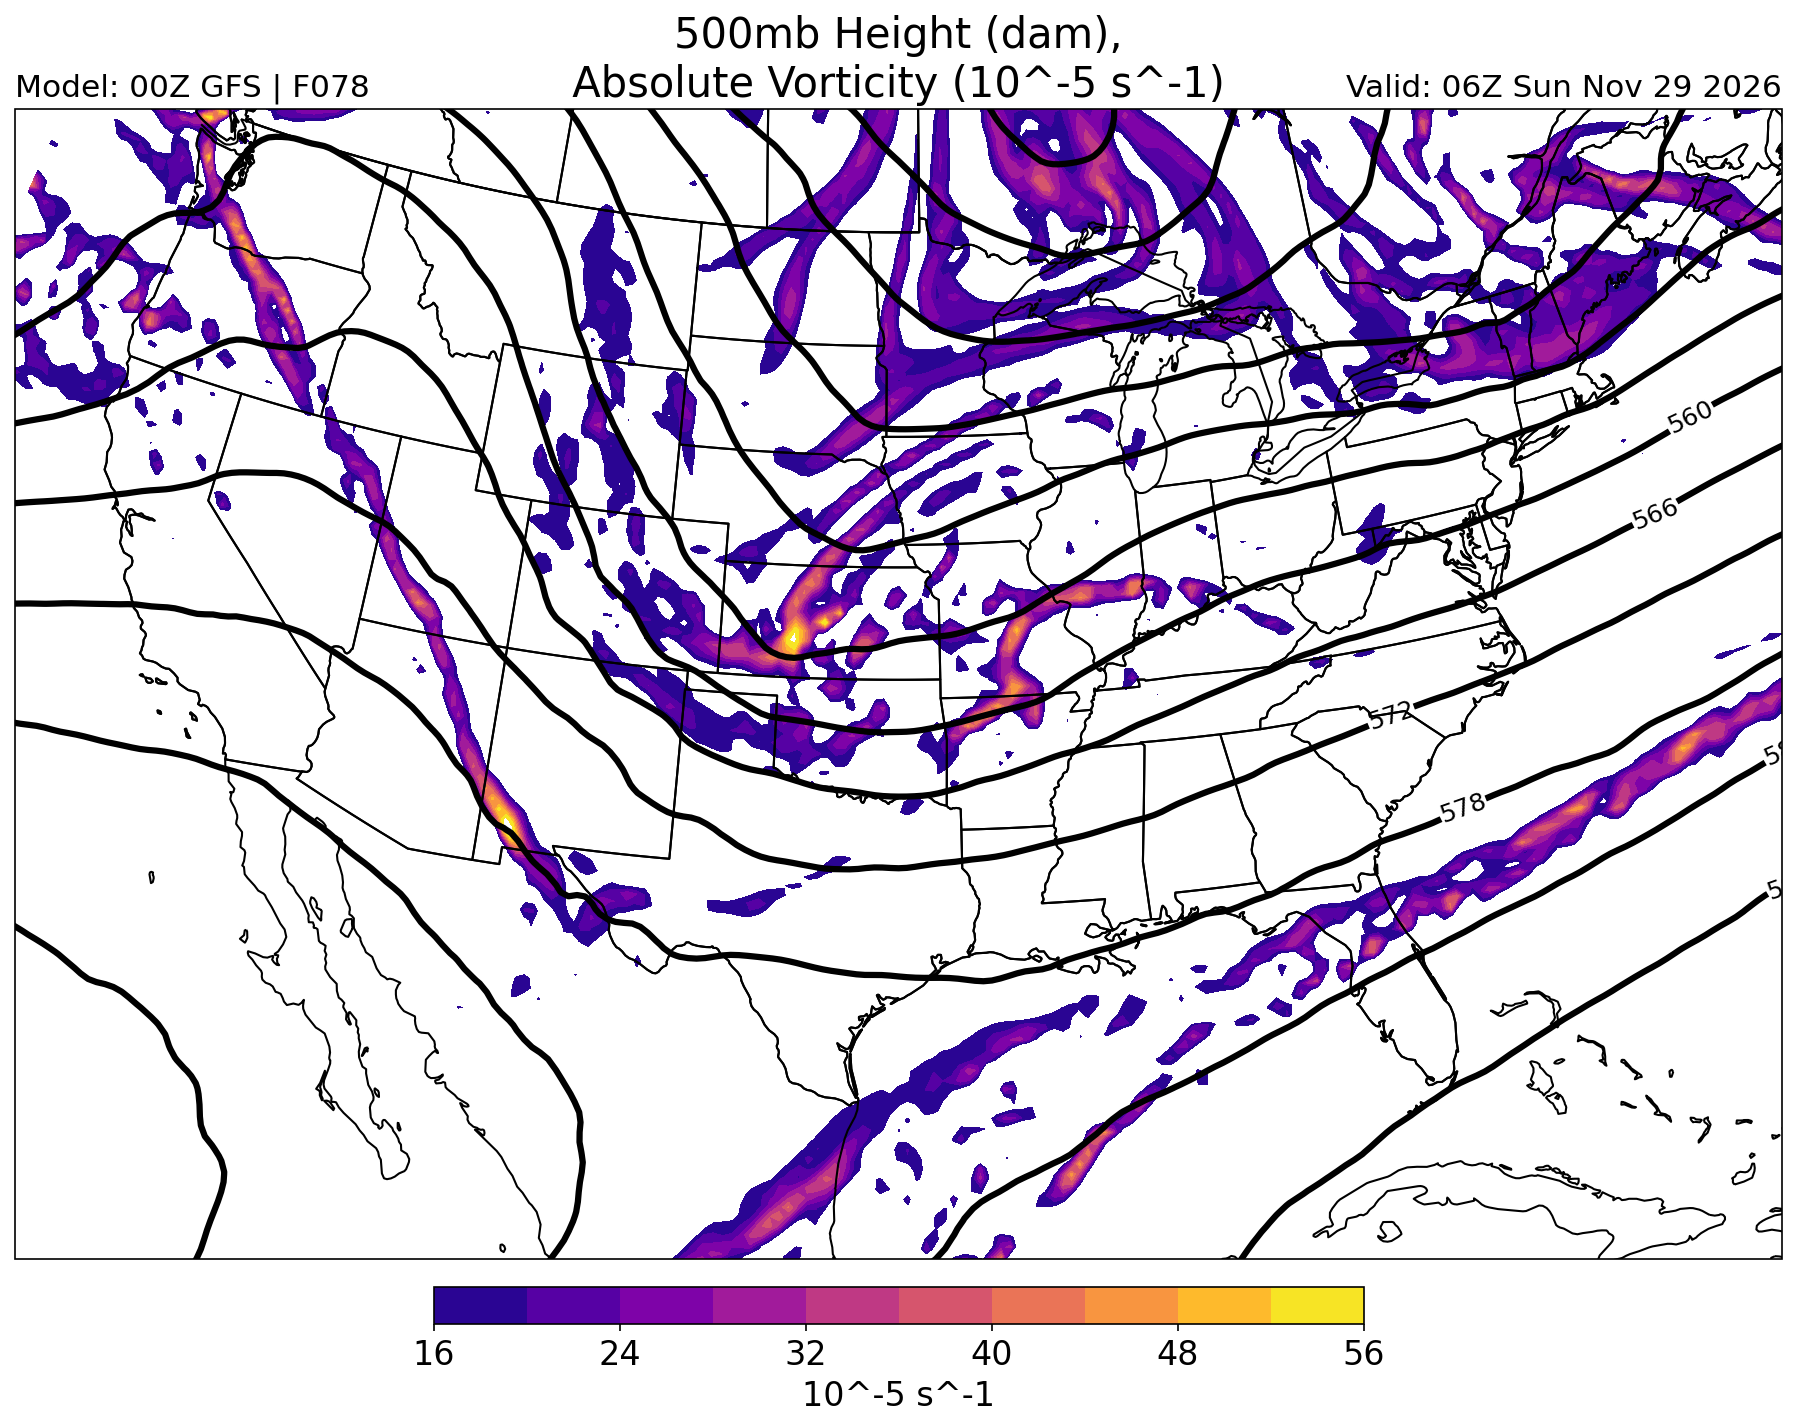 500mb Height (dam),
Model: 00Z GFS | F078
Absolute Vorticity (10^-5 s^-1)
Valid: 06Z Sun Nov 29 2026
560
566
572
578
16
24
32
40
48
56
10^-5 s^-1